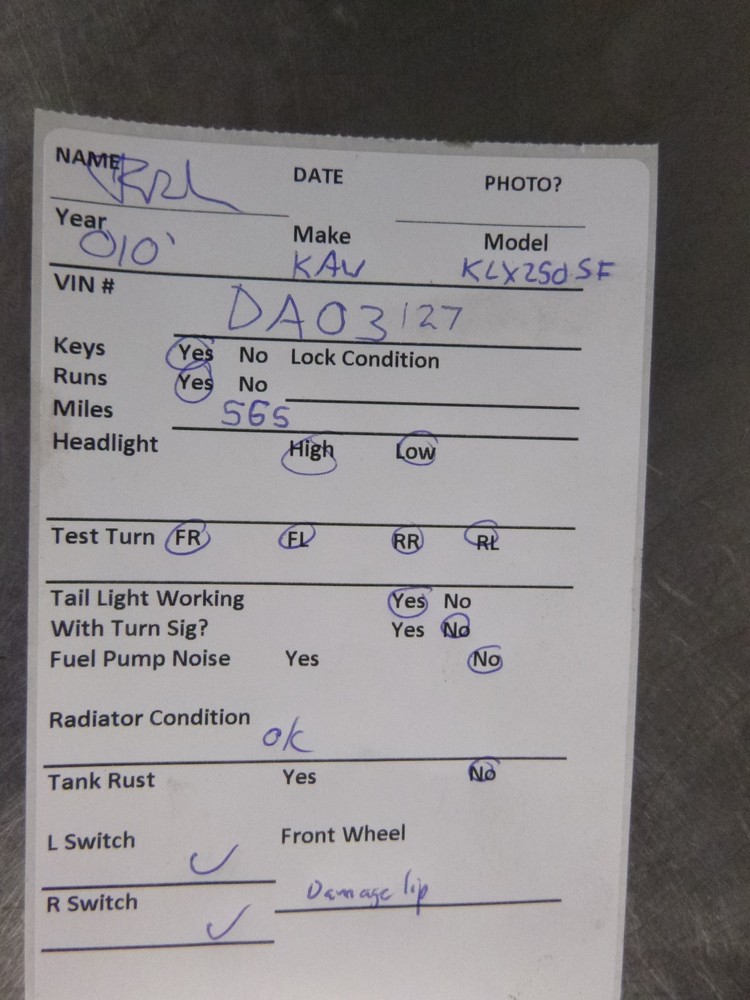 NAME DATE PHOTO?
Year 010' Make KAW Model KLX250SF
VIN # DA03127
Keys Yes No Lock Condition
Runs Yes No
Miles 565
Headlight High Low
Test Turn FR FL RR RL
Tail Light Working Yes No
With Turn Sig? Yes No
Fuel Pump Noise Yes No
Radiator Condition ok
Tank Rust Yes No
L Switch Front Wheel
R Switch Damage lip